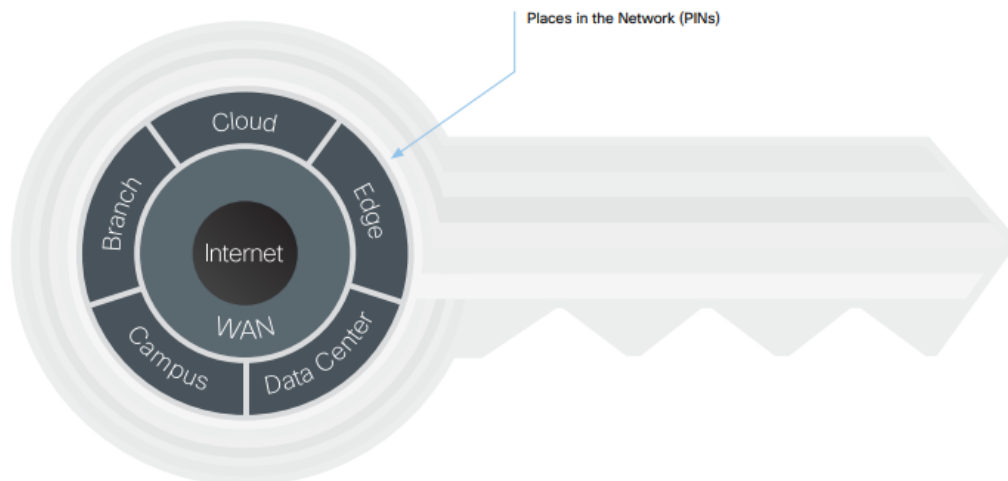 Places in the Network (PINs)
Cloud
Branch
Edge
Internet
WAN
Campus
Data Center